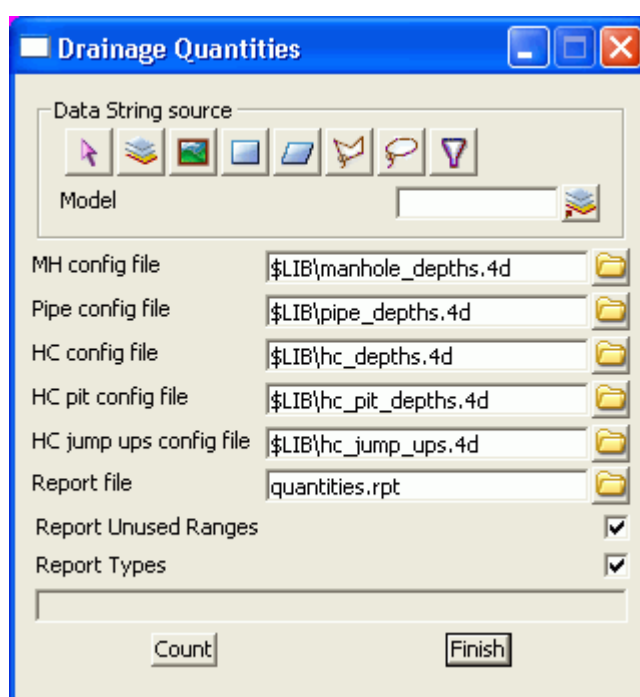 Drainage Quantities
Data String source
Model
MH config file $LIB\manhole_depths.4d
Pipe config file $LIB\pipe_depths.4d
HC config file $LIB\hc_depths.4d
HC pit config file $LIB\hc_pit_depths.4d
HC jump ups config file $LIB\hc_jump_ups.4d
Report file quantities.rpt
Report Unused Ranges
Report Types
Count Finish